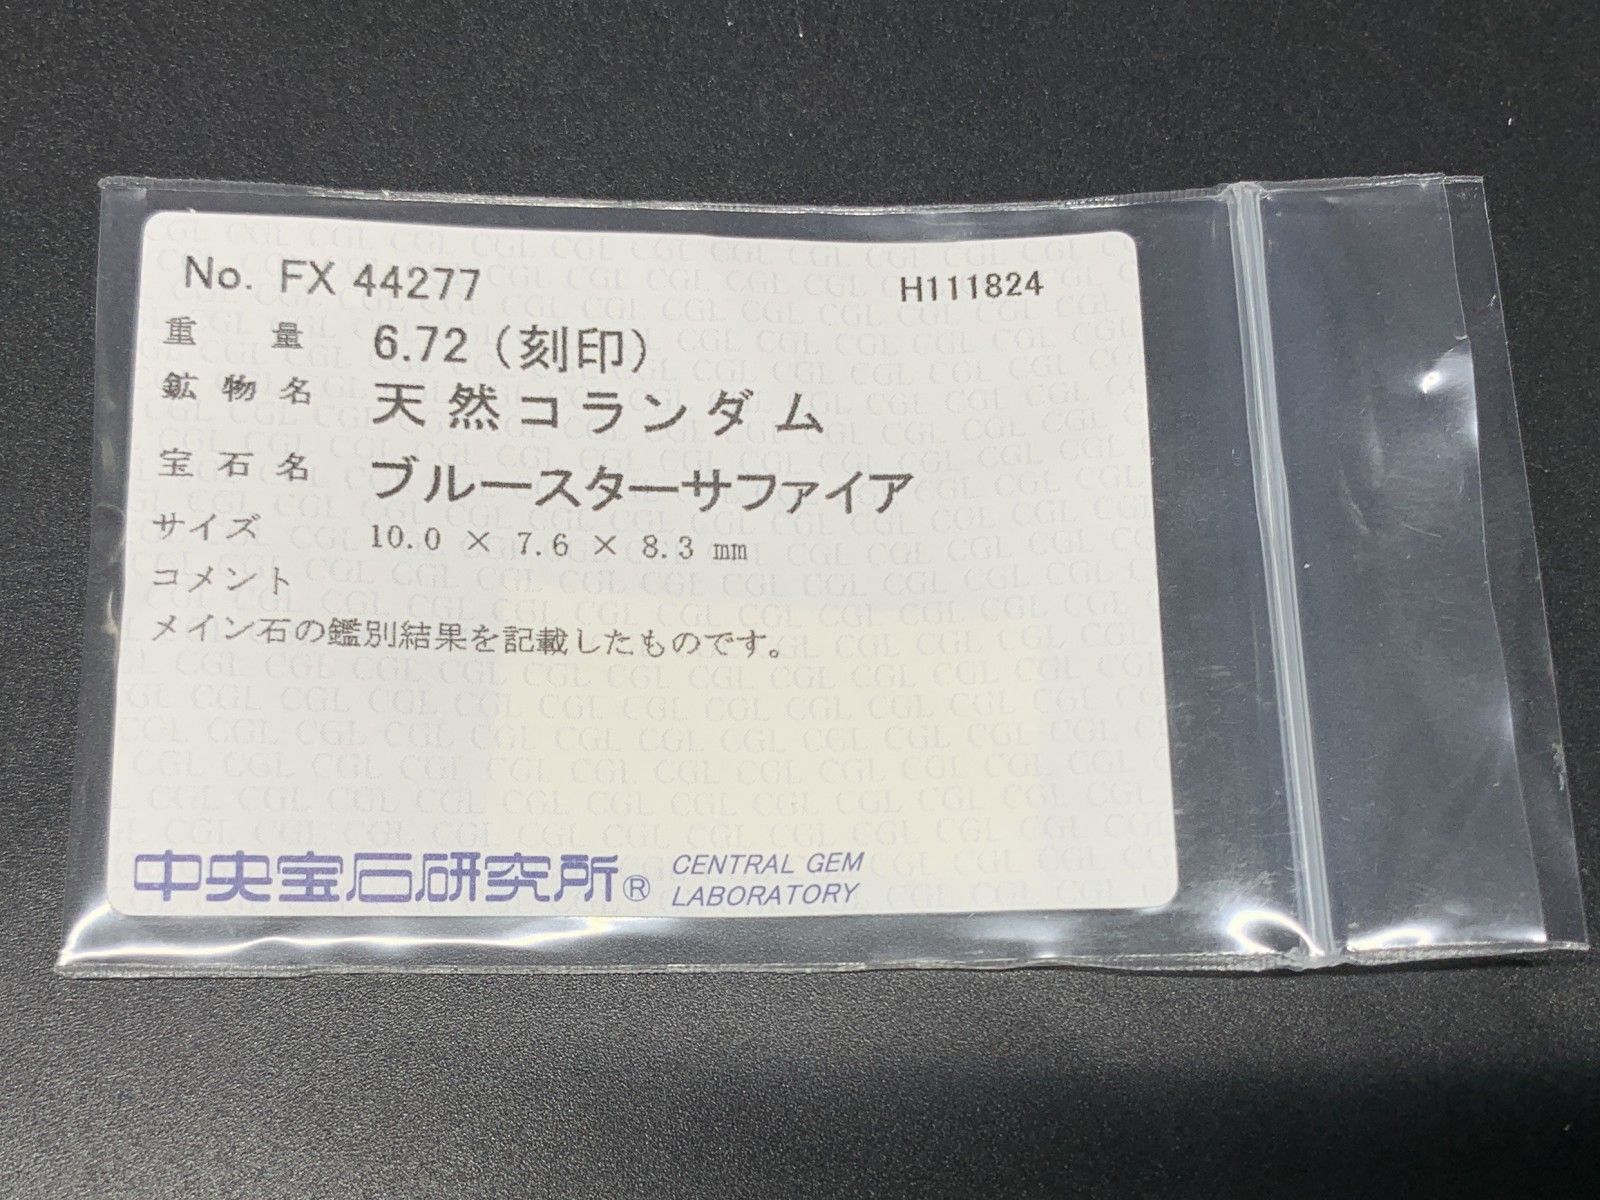 No. FX 44277 H111824
重量 6.72（刻印）
鉱物名 天然コランダム
宝石名 ブルースターサファイア
サイズ 10.0 × 7.6 × 8.3 mm
コメント
メイン石の鑑別結果を記載したものです。
中央宝石研究所® CENTRAL GEM
LABORATORY